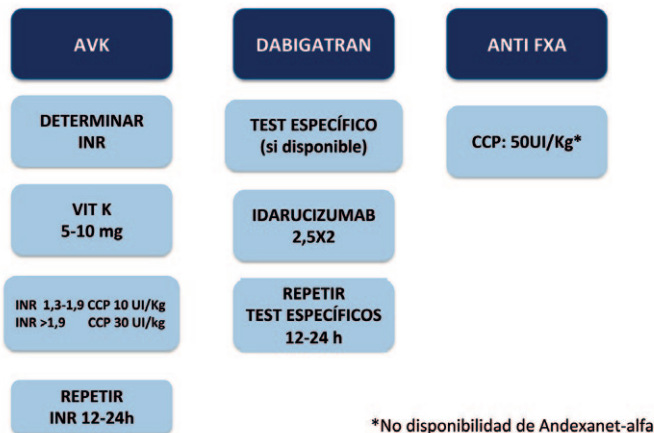 AVK
DETERMINAR
INR
VIT K
5-10 mg
INR 1,3-1,9 CCP 10 UI/Kg
INR >1,9 CCP 30 UI/kg
REPETIR
INR 12-24h
DABIGATRAN
TEST ESPECÍFICO
(si disponible)
IDARUCIZUMAB
2,5X2
REPETIR
TEST ESPECÍFICOS
12-24 h
ANTI FXA
CCP: 50UI/Kg*
*No disponibilidad de Andexanet-alfa